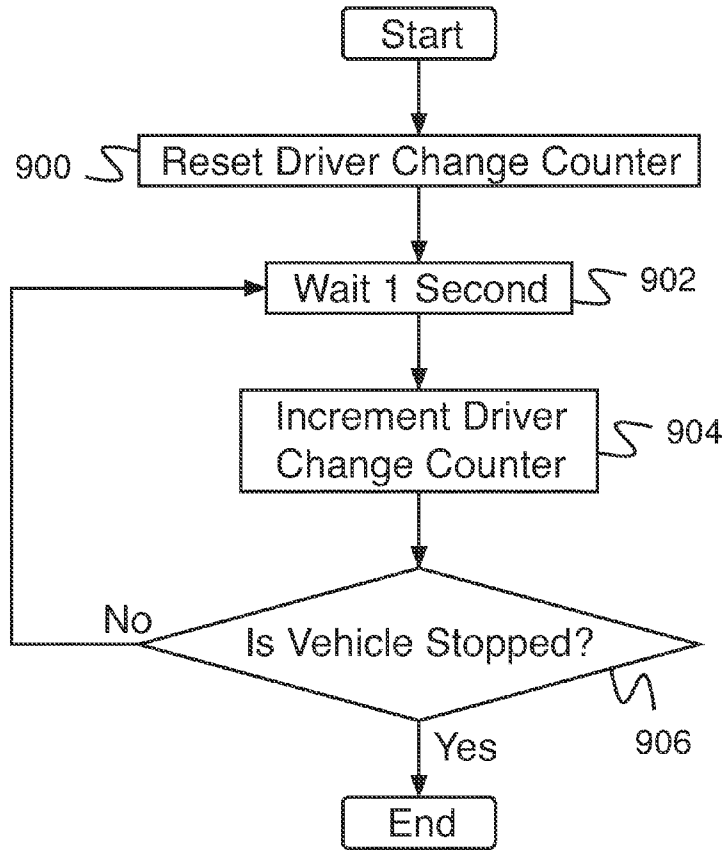 Start
900
Reset Driver Change Counter
Wait 1 Second
902
Increment Driver
Change Counter
904
No
Is Vehicle Stopped?
906
Yes
End